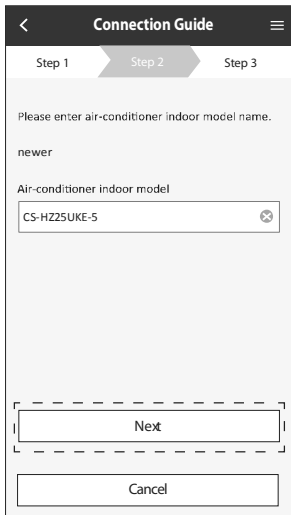 Connection Guide
Step 1 Step 2 Step 3
Please enter air-conditioner indoor model name.
newer
Air-conditioner indoor model
CS-HZ25UKE-5
Next
Cancel